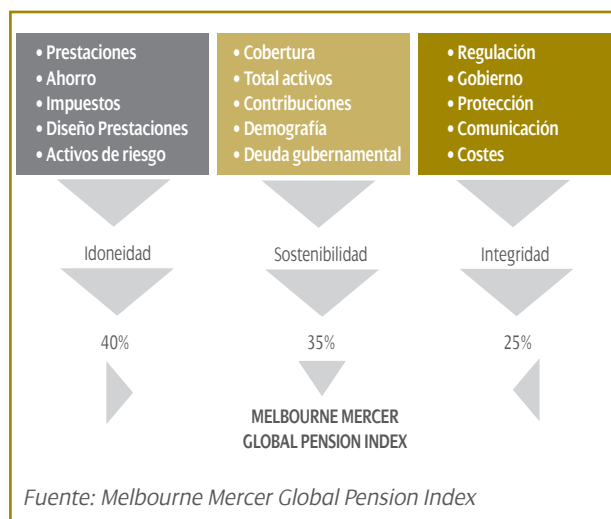 • Prestaciones
• Ahorro
• Impuestos
• Diseño Prestaciones
• Activos de riesgo
• Cobertura
• Total activos
• Contribuciones
• Demografía
• Deuda gubernamental
• Regulación
• Gobierno
• Protección
• Comunicación
• Costes
Idoneidad
Sostenibilidad
Integridad
40%
35%
25%
MELBOURNE MERCER
GLOBAL PENSION INDEX
Fuente: Melbourne Mercer Global Pension Index